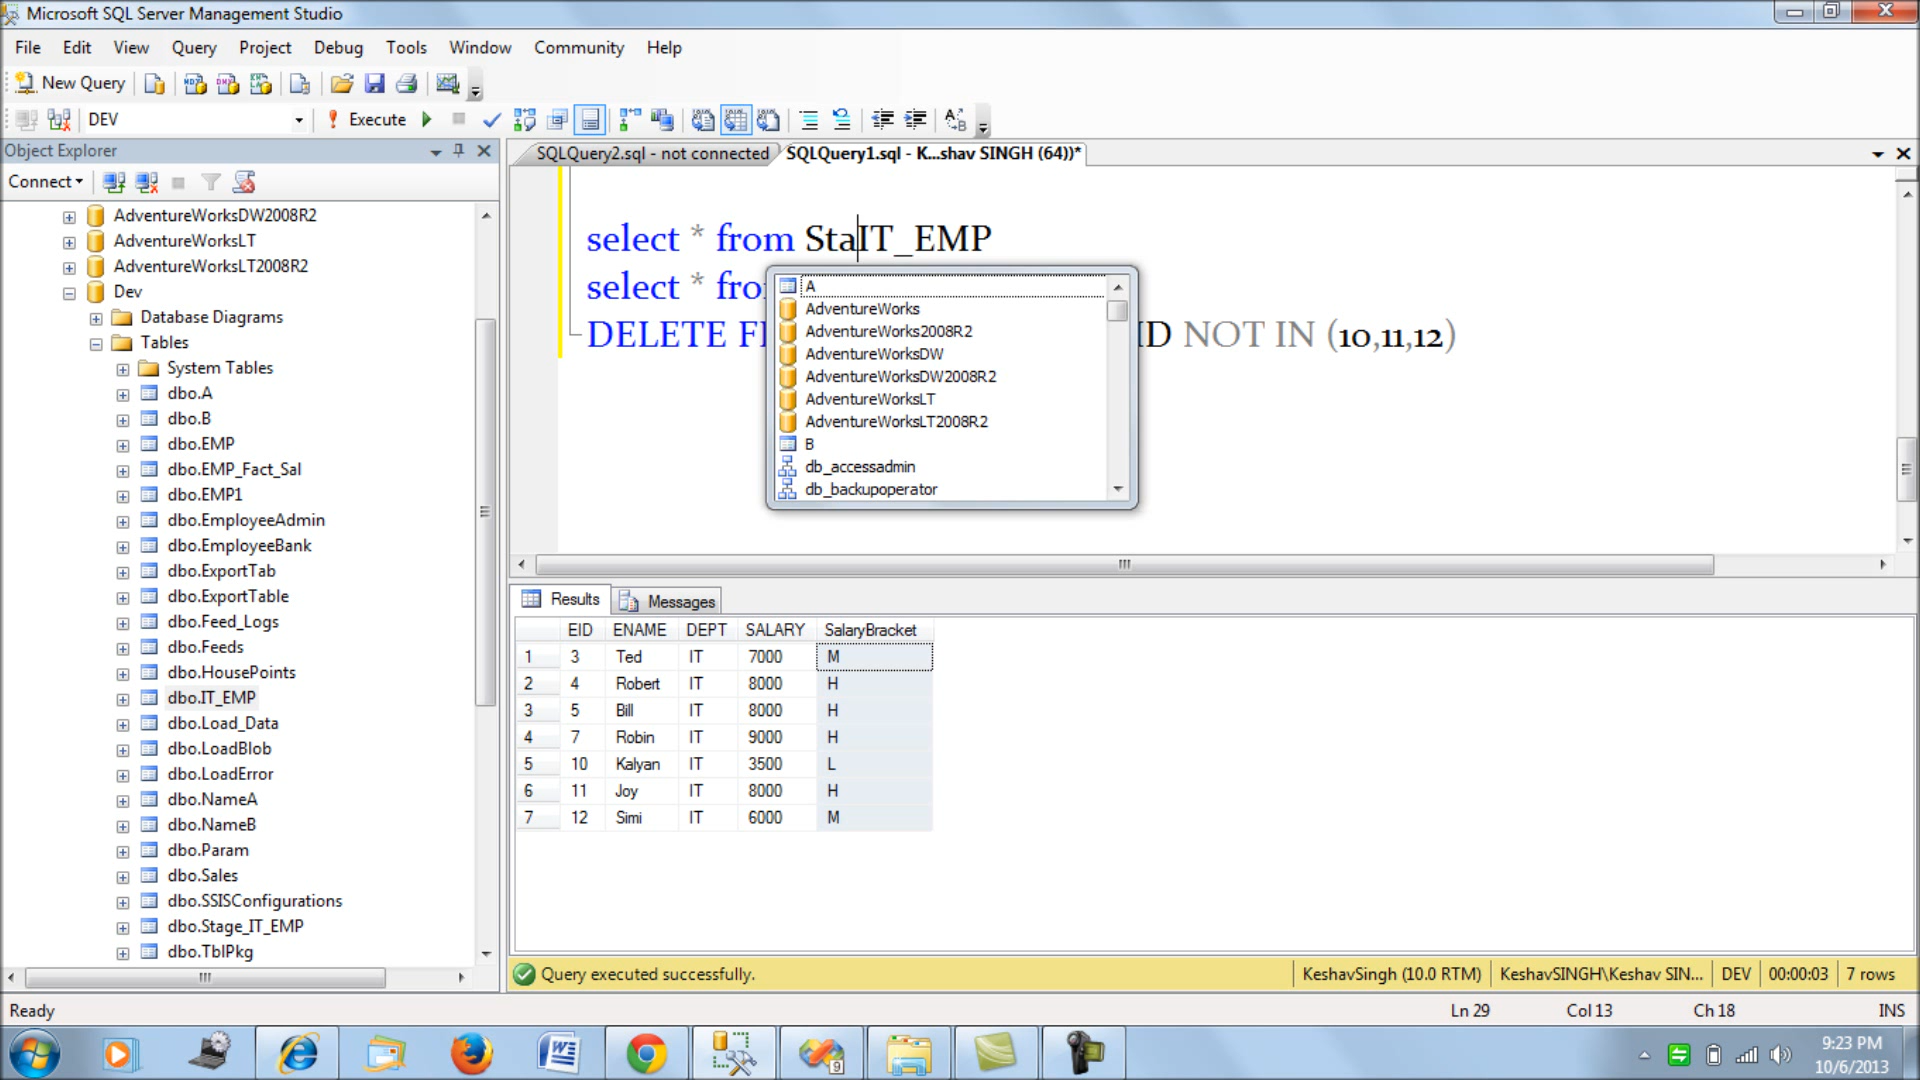 Microsoft SQL Server Management Studio
File Edit View Query Project Debug Tools Window Community Help
New Query
DEV Execute
Object Explorer
Connect
AdventureWorksDW2008R2
AdventureWorksLT
AdventureWorksLT2008R2
Dev
Database Diagrams
Tables
System Tables
dbo.A
dbo.B
dbo.EMP
dbo.EMP_Fact_Sal
dbo.EMP1
dbo.EmployeeAdmin
dbo.EmployeeBank
dbo.ExportTab
dbo.ExportTable
dbo.Feed_Logs
dbo.Feeds
dbo.HousePoints
dbo.IT_EMP
dbo.Load_Data
dbo.LoadBlob
dbo.LoadError
dbo.NameA
dbo.NameB
dbo.Param
dbo.Sales
dbo.SSISConfigurations
dbo.Stage_IT_EMP
dbo.TblPkg
SQLQuery2.sql - not connected SQLQuery1.sql - K...shav SINGH (64))*
select * from StaIT_EMP
select * fro
DELETE F ID NOT IN (10,11,12)
A
AdventureWorks
AdventureWorks2008R2
AdventureWorksDW
AdventureWorksDW2008R2
AdventureWorksLT
AdventureWorksLT2008R2
B
db_accessadmin
db_backupoperator
Results Messages
EID ENAME DEPT SALARY SalaryBracket
1 3 Ted IT 7000 M
2 4 Robert IT 8000 H
3 5 Bill IT 8000 H
4 7 Robin IT 9000 H
5 10 Kalyan IT 3500 L
6 11 Joy IT 8000 H
7 12 Simi IT 6000 M
Query executed successfully. KeshavSingh (10.0 RTM) KeshavSINGH\Keshav SIN... DEV 00:00:03 7 rows
Ready Ln 29 Col 13 Ch 18 INS
9
9:23 PM
10/6/2013